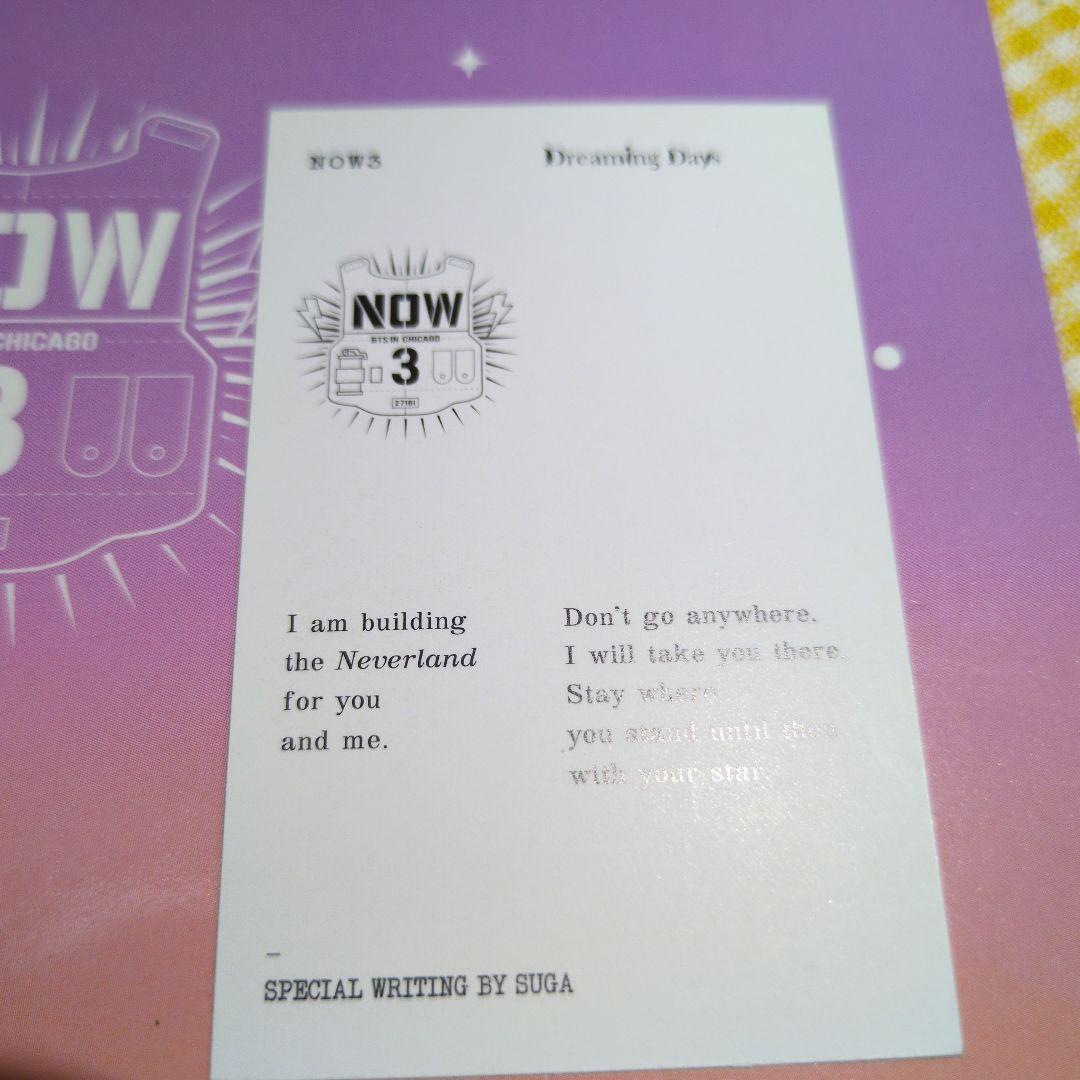 NOW
CHICAGO
3
NOW3
Dreaming Days
NOW
BTS IN CHICAGO
3
I am building
the Neverland
for you
and me.
Don't go anywhere.
I will take you there.
Stay where
you stand until then
with your star.
SPECIAL WRITING BY SUGA